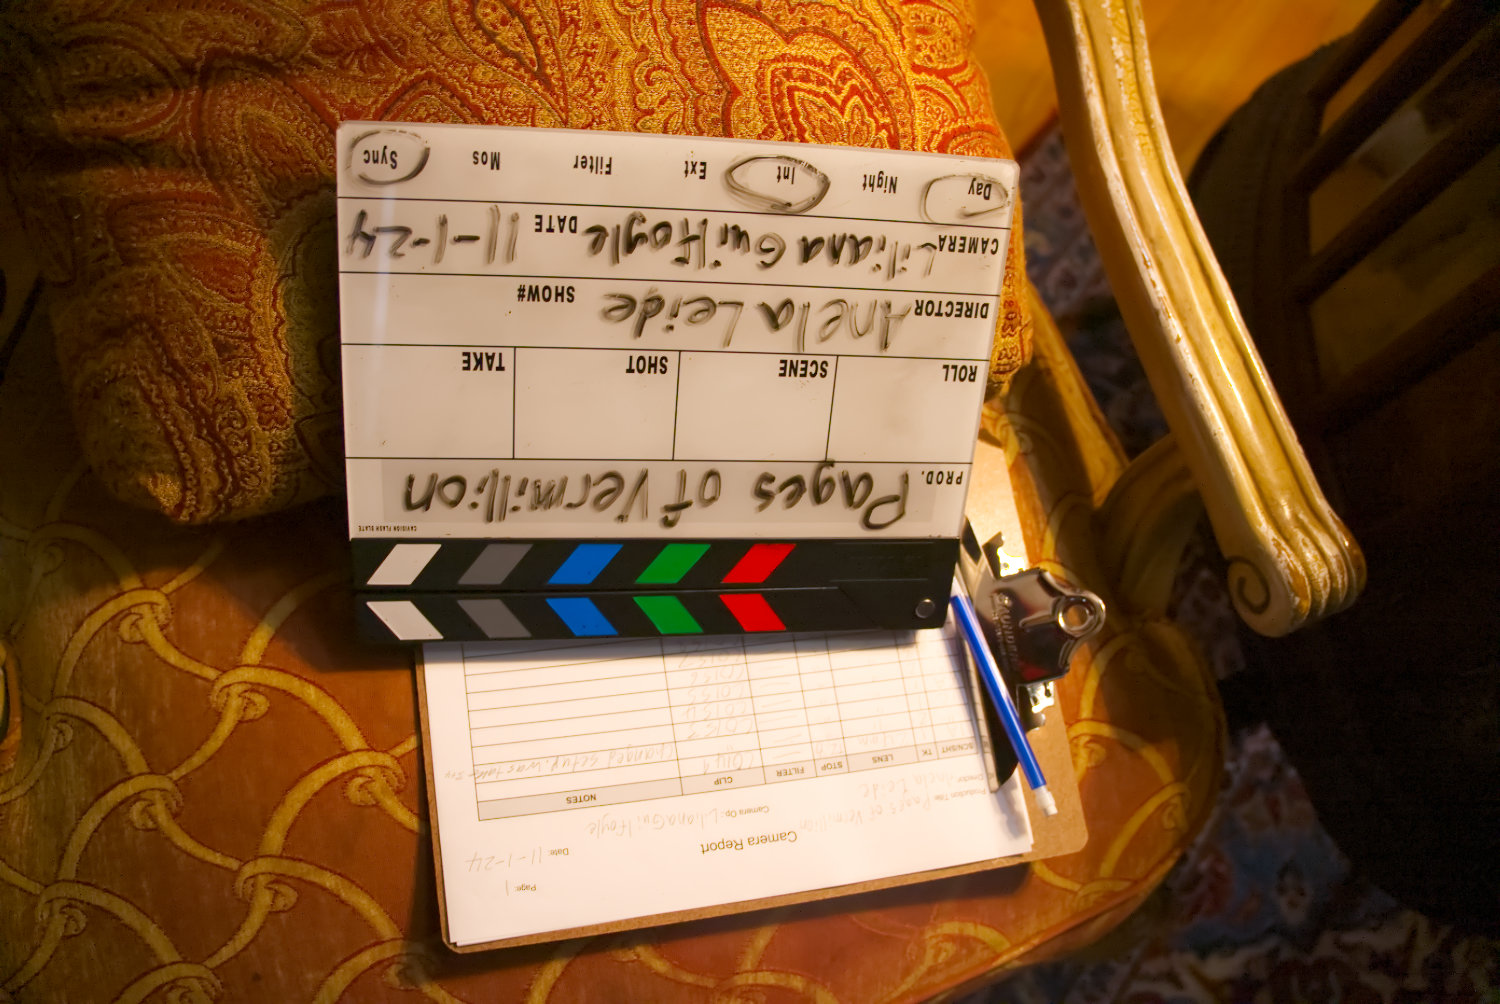 Page: 1
Camera Report
Date: 11-1-24
Production Title: Pages of Vermillion
Camera Op: Liliana Guilfoyle
Director: Anela Leide
SCN/SHT TK LENS STOP FILTER CLIP NOTES
changed setup, was
CAVISION FLASH SLATE
PROD. Pages of Vermillion
ROLL SCENE SHOT TAKE
DIRECTOR Anela Leide SHOW#
CAMERA Liliana Guilfoyle DATE 11-1-24
Day Night Int Ext Filter Mos Sync